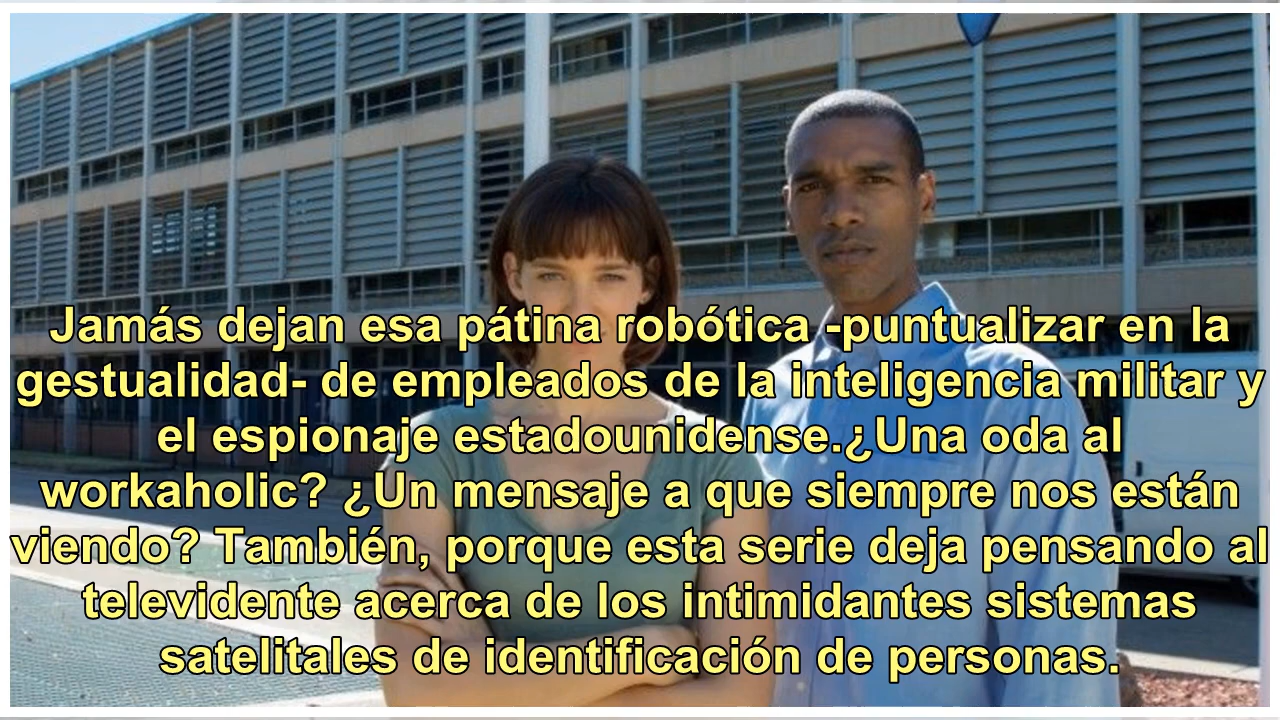 Jamás dejan esa pátina robótica -puntualizar en la
gestualidad- de empleados de la inteligencia militar y
el espionaje estadounidense.¿Una oda al
workaholic? ¿Un mensaje a que siempre nos están
viendo? También, porque esta serie deja pensando al
televidente acerca de los intimidantes sistemas
satelitales de identificación de personas.